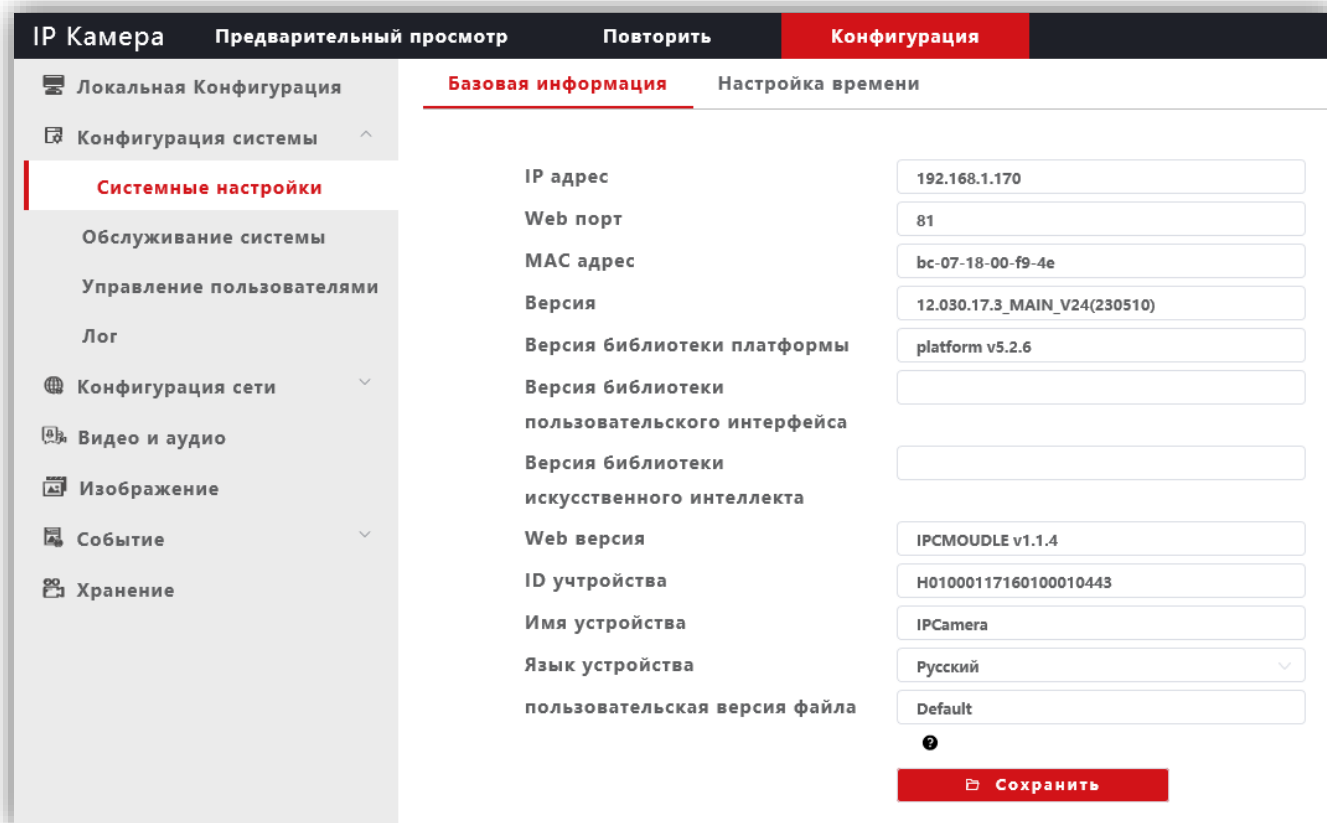 IP Камера Предварительный просмотр Повторить Конфигурация
Локальная Конфигурация
Конфигурация системы
Системные настройки
Обслуживание системы
Управление пользователями
Лог
Конфигурация сети
Видео и аудио
Изображение
Событие
Хранение
Базовая информация Настройка времени
IP адрес 192.168.1.170
Web порт 81
MAC адрес bc-07-18-00-f9-4e
Версия 12.030.17.3_MAIN_V24(230510)
Версия библиотеки платформы platform v5.2.6
Версия библиотеки
пользовательского интерфейса
Версия библиотеки
искусственного интеллекта
Web версия IPCMOUDLE v1.1.4
ID учтройства H01000117160100010443
Имя устройства IPCamera
Язык устройства Русский
пользовательская версия файла Default
?
Сохранить